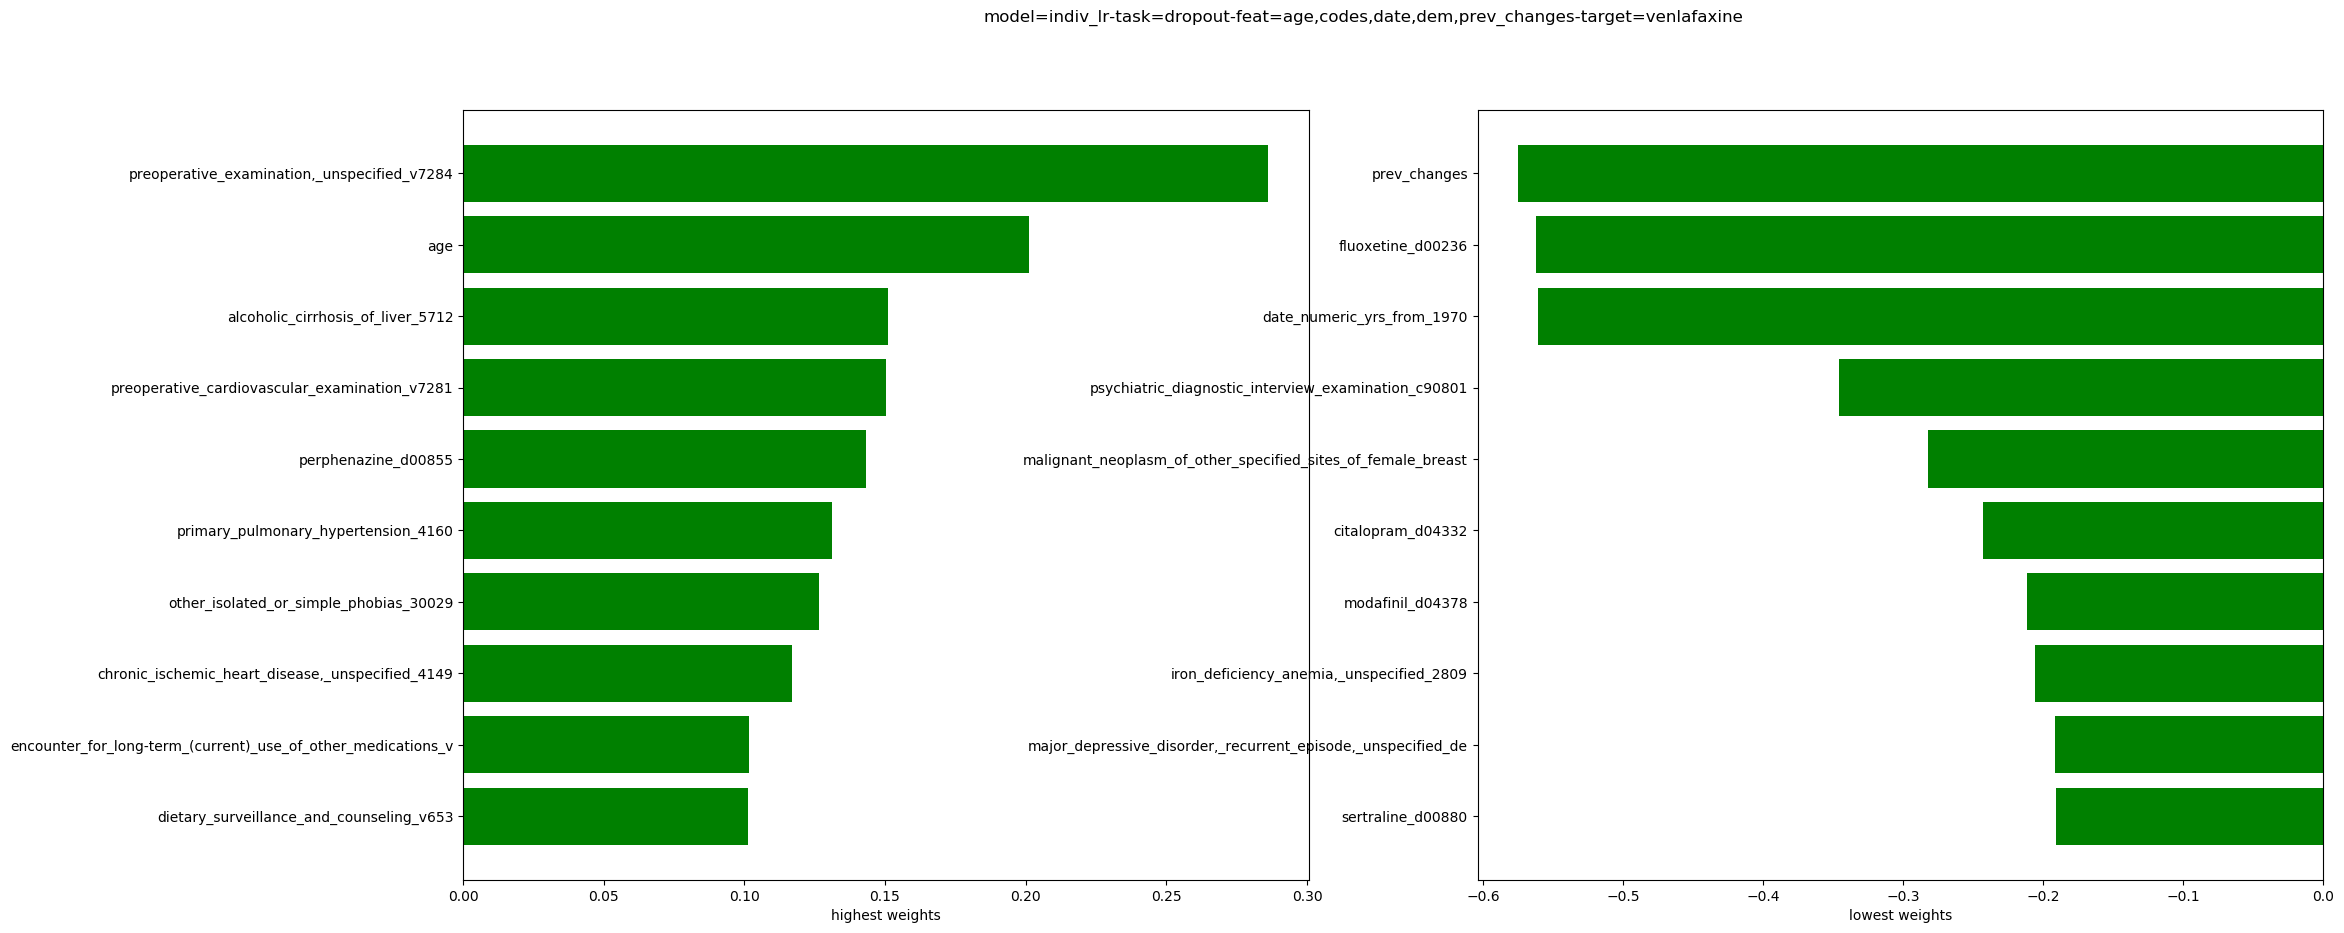 model=indiv_lr-task=dropout-feat=age,codes,date,dem,prev_changes-target=venlafaxine
preoperative_examination,_unspecified_v7284
age
alcoholic_cirrhosis_of_liver_5712
preoperative_cardiovascular_examination_v7281
perphenazine_d00855
primary_pulmonary_hypertension_4160
other_isolated_or_simple_phobias_30029
chronic_ischemic_heart_disease,_unspecified_4149
encounter_for_long-term_(current)_use_of_other_medications_v
dietary_surveillance_and_counseling_v653
0.00 0.05 0.10 0.15 0.20 0.25 0.30
highest weights
prev_changes
fluoxetine_d00236
date_numeric_yrs_from_1970
psychiatric_diagnostic_interview_examination_c90801
malignant_neoplasm_of_other_specified_sites_of_female_breast
citalopram_d04332
modafinil_d04378
iron_deficiency_anemia,_unspecified_2809
major_depressive_disorder,_recurrent_episode,_unspecified_de
sertraline_d00880
−0.6 −0.5 −0.4 −0.3 −0.2 −0.1 0.0
lowest weights